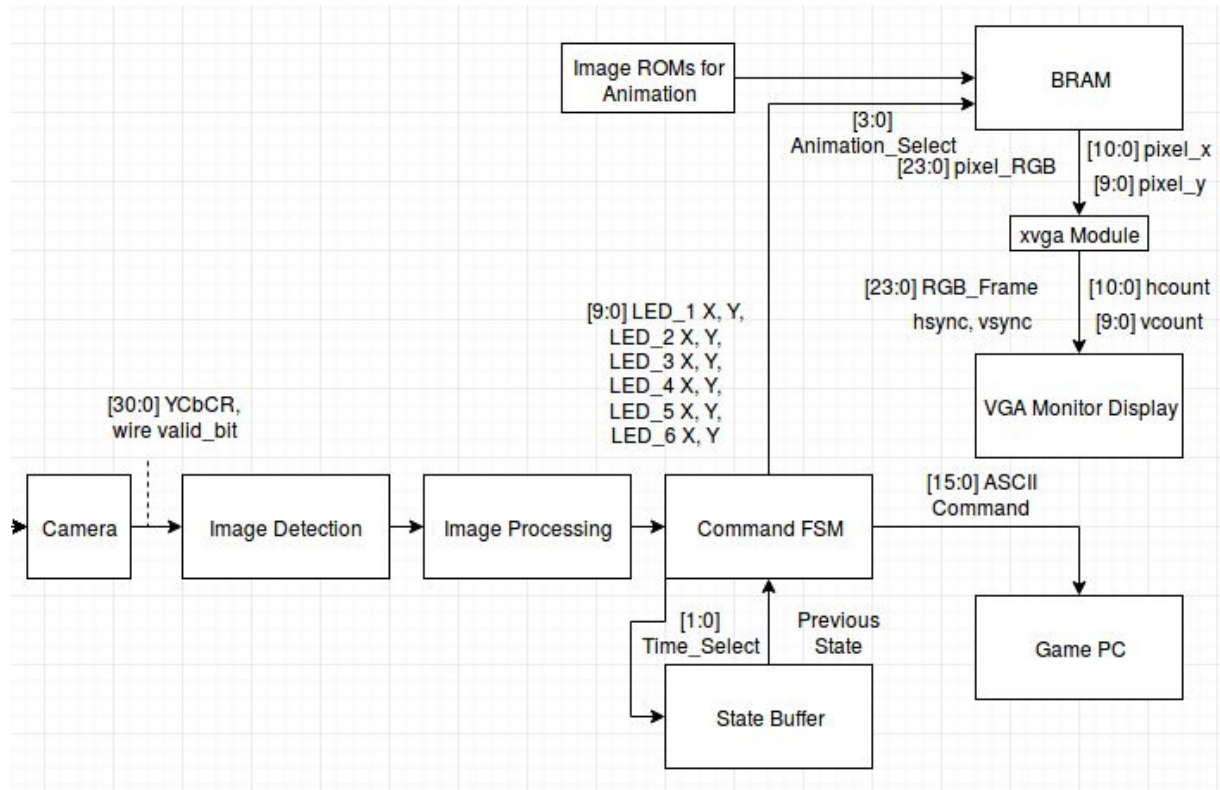 Image ROMs for
Animation
BRAM
[3:0]
Animation_Select
[23:0] pixel_RGB
[10:0] pixel_x
[9:0] pixel_y
xvga Module
[23:0] RGB_Frame
hsync, vsync
[10:0] hcount
[9:0] vcount
VGA Monitor Display
[9:0] LED_1 X, Y,
LED_2 X, Y,
LED_3 X, Y,
LED_4 X, Y,
LED_5 X, Y,
LED_6 X, Y
[30:0] YCbCR,
wire valid_bit
Camera
Image Detection
Image Processing
Command FSM
[15:0] ASCII
Command
[1:0]
Time_Select
Previous
State
State Buffer
Game PC